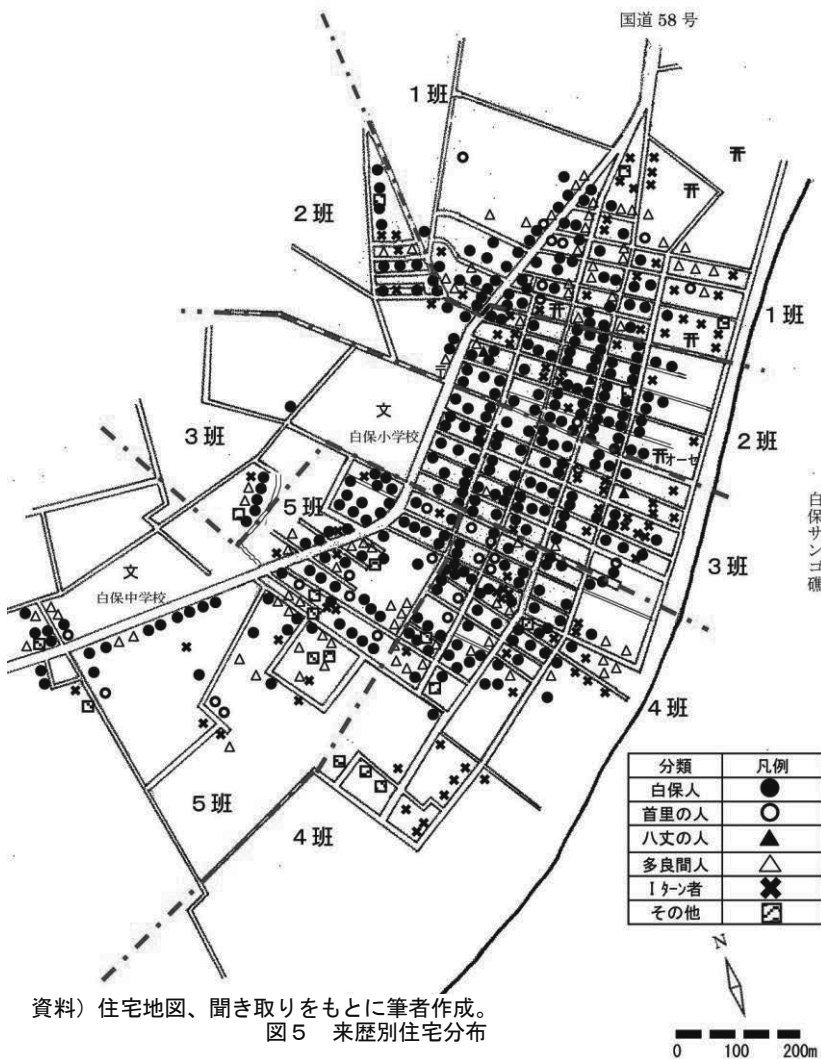 国道 58 号
1班
2班
1班
文
白保小学校
3班
オーセ
2班
5班
白保サンゴ礁
文
白保中学校
3班
4班
5班
4班
分類 凡例
白保人
首里の人
八丈の人
多良間人
Iターン者
その他
N
資料）住宅地図、聞き取りをもとに筆者作成。
図5 来歴別住宅分布
0 100 200m